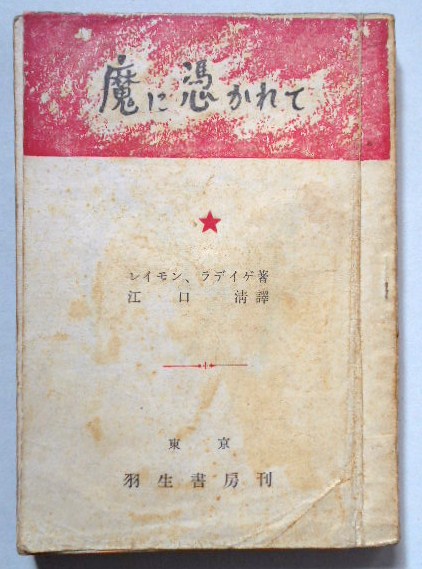 魔に憑かれて
レイモン、ラデイゲ著
江口清譯
東京
羽生書房刊